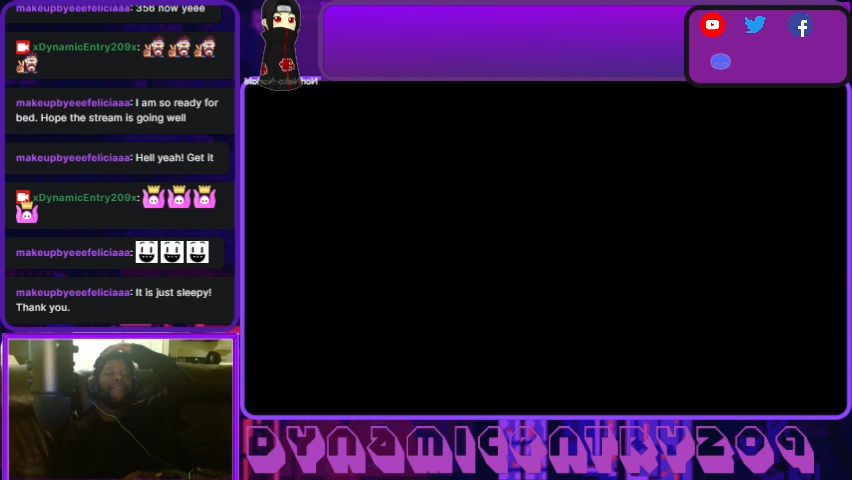 makeupbyeeefeliciaaa: 356 now yeee
xDynamicEntry209x:
makeupbyeeefeliciaaa: I am so ready for
bed. Hope the stream is going well
makeupbyeeefeliciaaa: Hell yeah! Get it
xDynamicEntry209x:
makeupbyeeefeliciaaa:
makeupbyeeefeliciaaa: It is just sleepy!
Thank you.
DYNAMICENTRY209